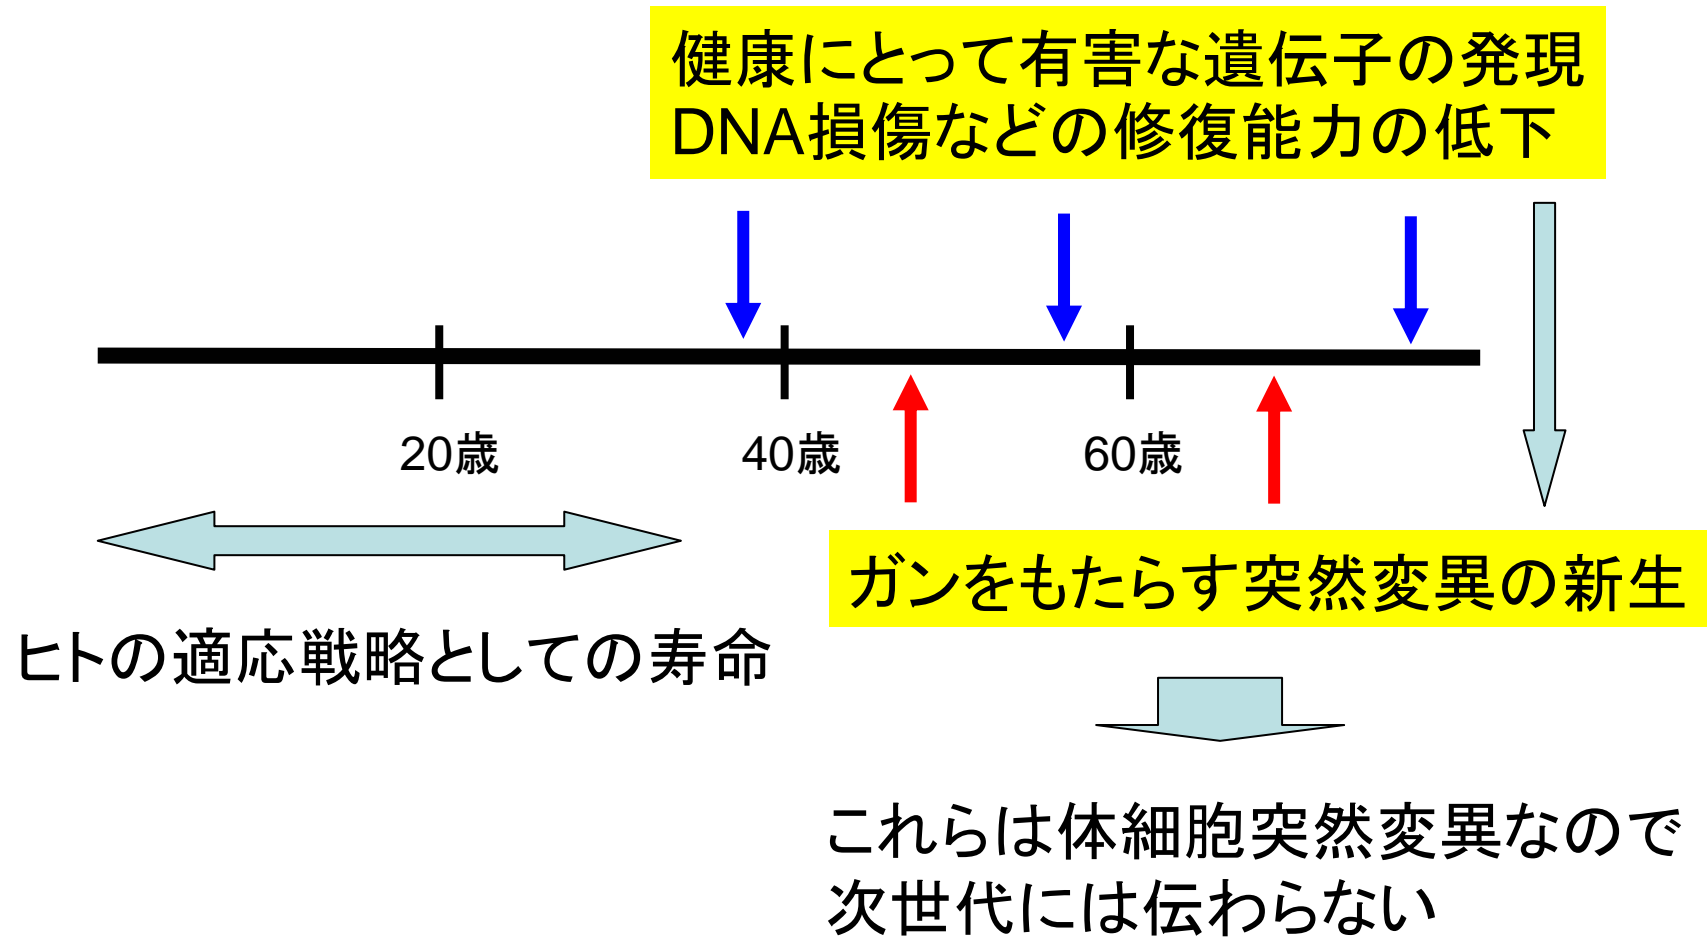 健康にとって有害な遺伝子の発現
DNA損傷などの修復能力の低下
20歳
40歳
60歳
ガンをもたらす突然変異の新生
ヒトの適応戦略としての寿命
これらは体細胞突然変異なので
次世代には伝わらない